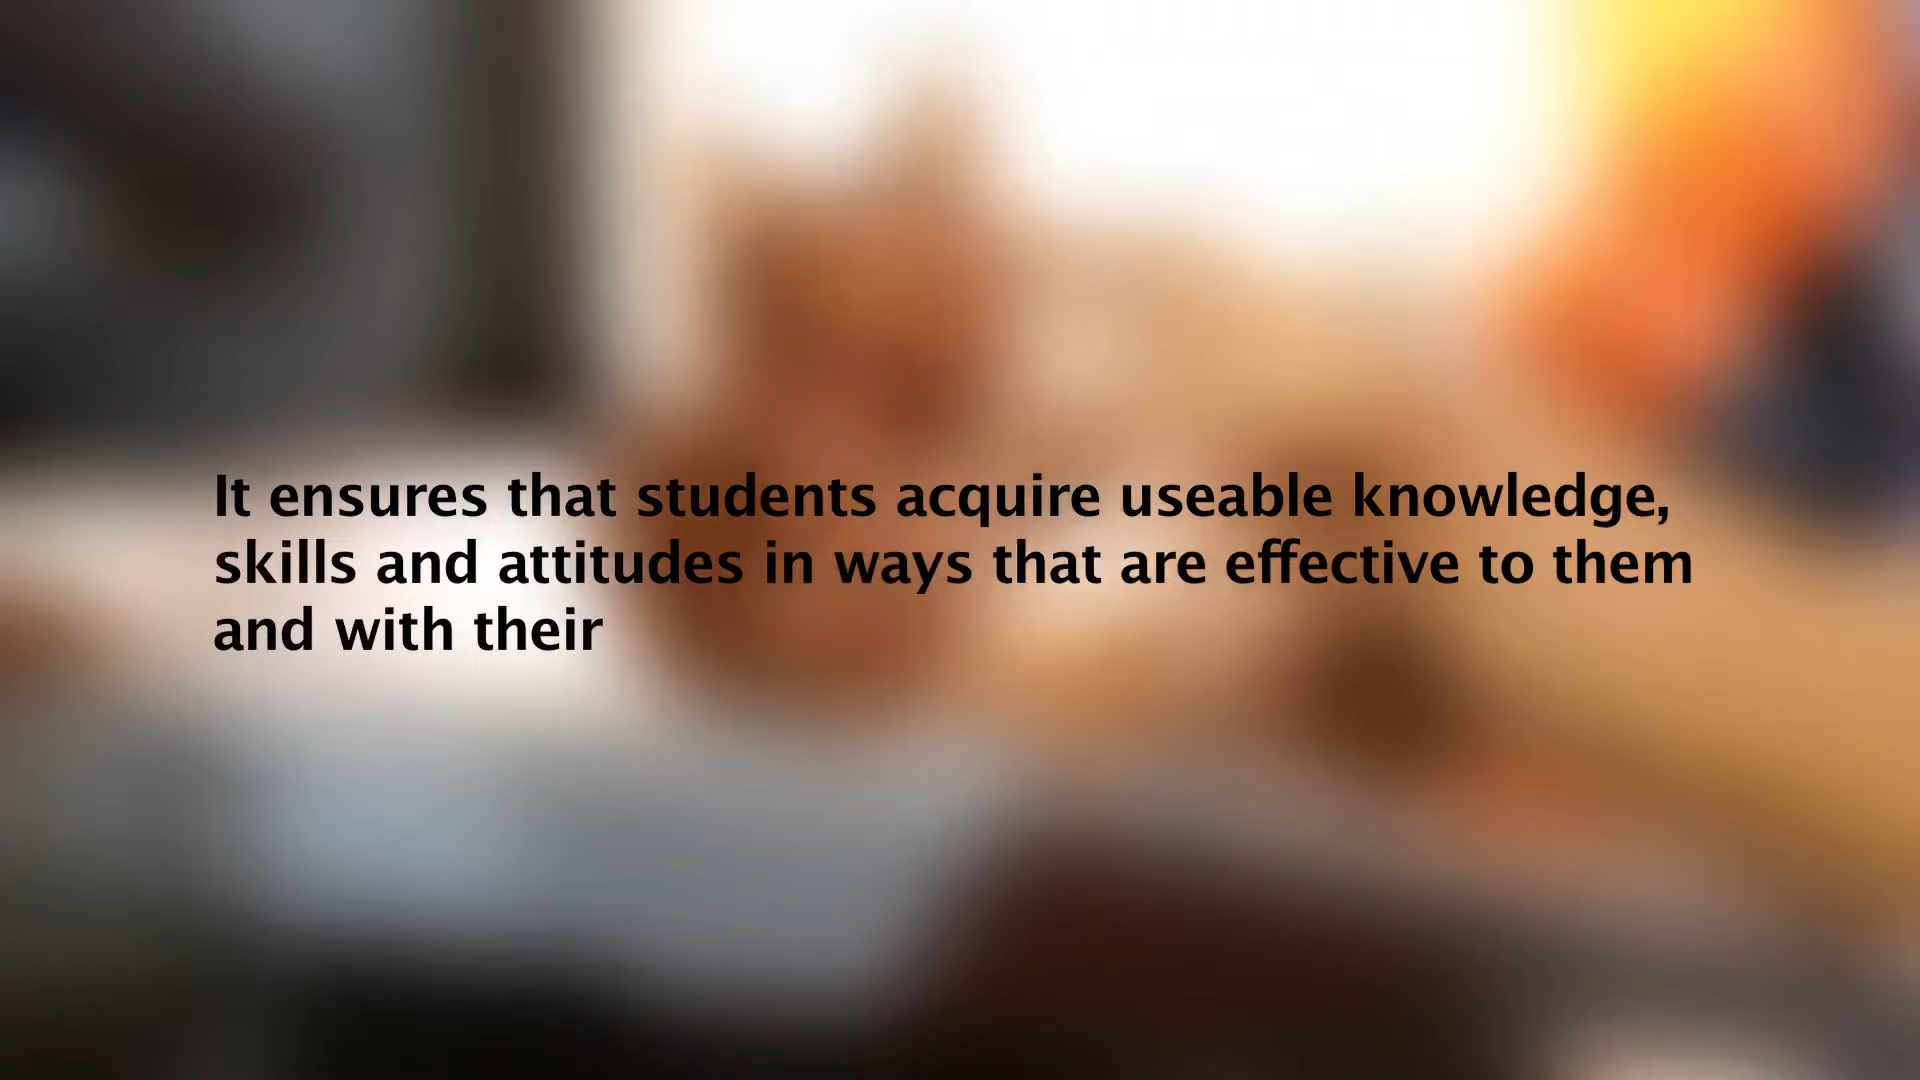 It ensures that students acquire useable knowledge,
skills and attitudes in ways that are effective to them
and with their